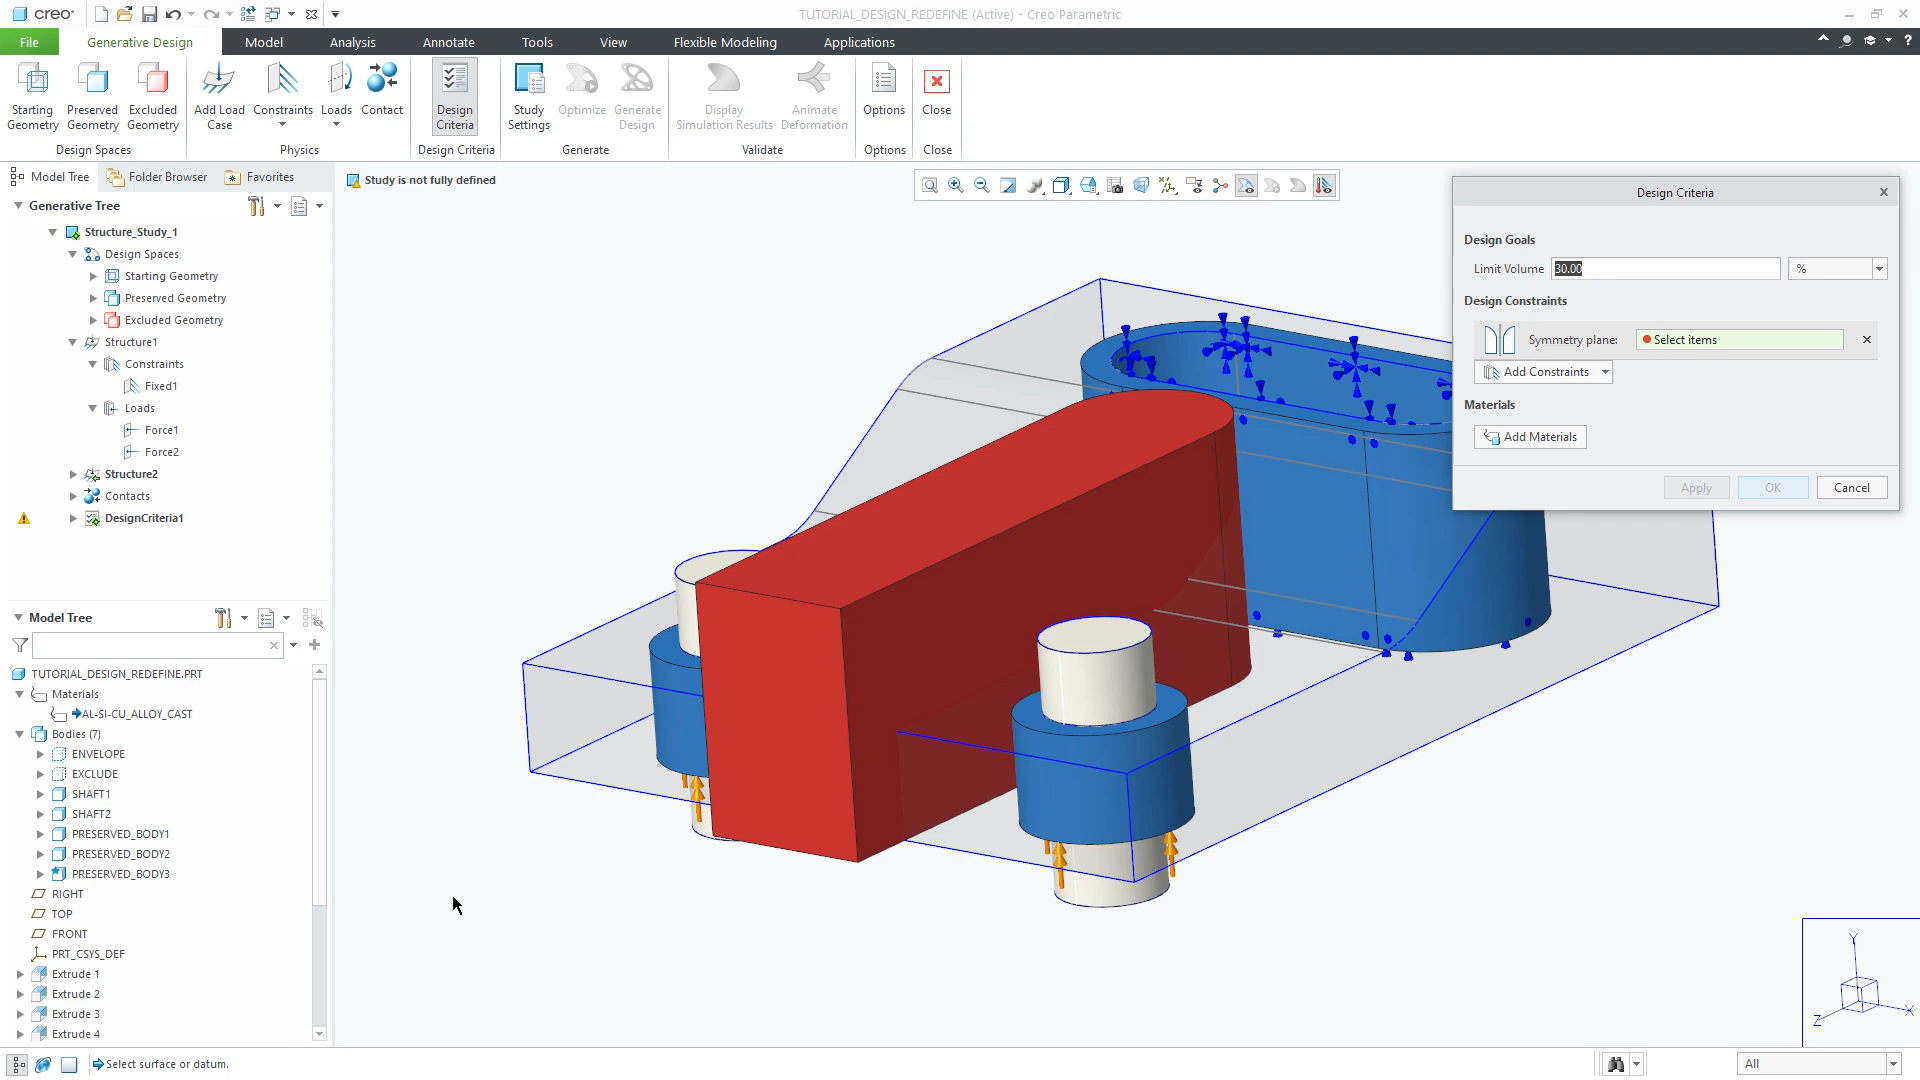 creo®
TUTORIAL_DESIGN_REDEFINE (Active) - Creo Parametric
File
Generative Design
Model
Analysis
Annotate
Tools
View
Flexible Modeling
Applications
Starting Geometry
Preserved Geometry
Excluded Geometry
Design Spaces
Add Load Case
Constraints
Loads
Contact
Physics
Design Criteria
Design Criteria
Study Settings
Optimize
Generate Design
Generate
Display Simulation Results
Animate Deformation
Validate
Options
Options
Close
Close
Model Tree
Folder Browser
Favorites
Study is not fully defined
Generative Tree
Structure_Study_1
Design Spaces
Starting Geometry
Preserved Geometry
Excluded Geometry
Structure1
Constraints
Fixed1
Loads
Force1
Force2
Structure2
Contacts
DesignCriteria1
Model Tree
TUTORIAL_DESIGN_REDEFINE.PRT
Materials
AL-SI-CU_ALLOY_CAST
Bodies (7)
ENVELOPE
EXCLUDE
SHAFT1
SHAFT2
PRESERVED_BODY1
PRESERVED_BODY2
PRESERVED_BODY3
RIGHT
TOP
FRONT
PRT_CSYS_DEF
Extrude 1
Extrude 2
Extrude 3
Extrude 4
Design Criteria
Design Goals
Limit Volume 30.00 %
Design Constraints
Symmetry plane: Select items
Add Constraints
Materials
Add Materials
Apply OK Cancel
Y
X
Z
Select surface or datum.
All